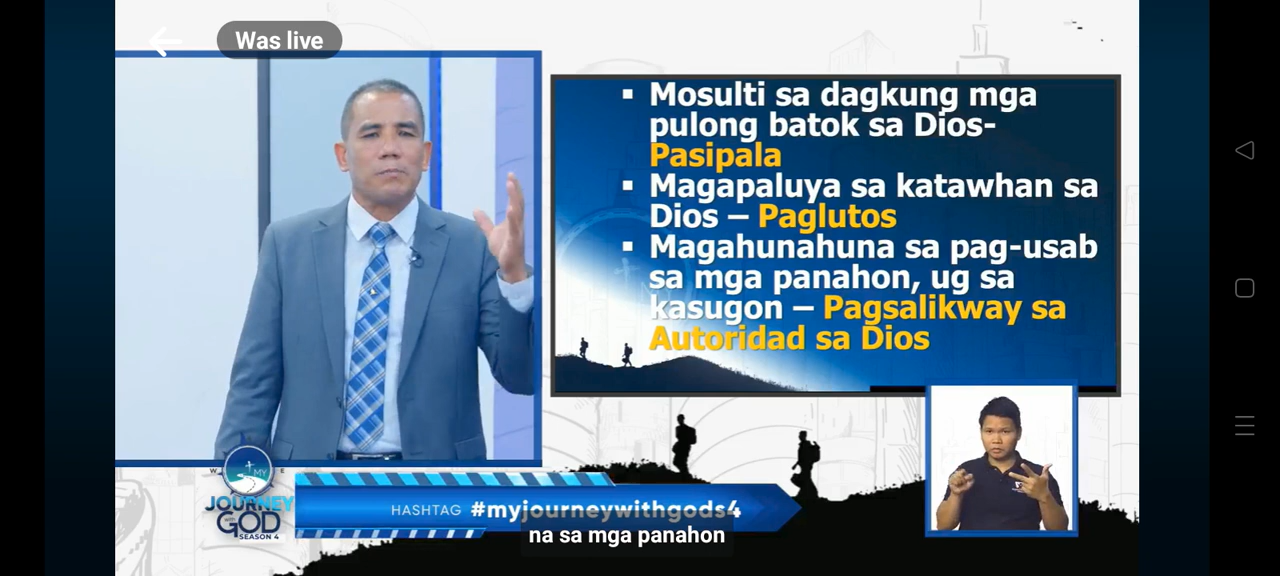 Was live
▪ Mosulti sa dagkung mga
pulong batok sa Dios-
Pasipala
▪ Magapaluya sa katawhan sa
Dios – Paglutos
▪ Magahunahuna sa pag-usab
sa mga panahon, ug sa
kasugon – Pagsalikway sa
Autoridad sa Dios
MY
JOURNEY
GOD
SEASON 4
HASHTAG #myjourneywithgods4
na sa mga panahon